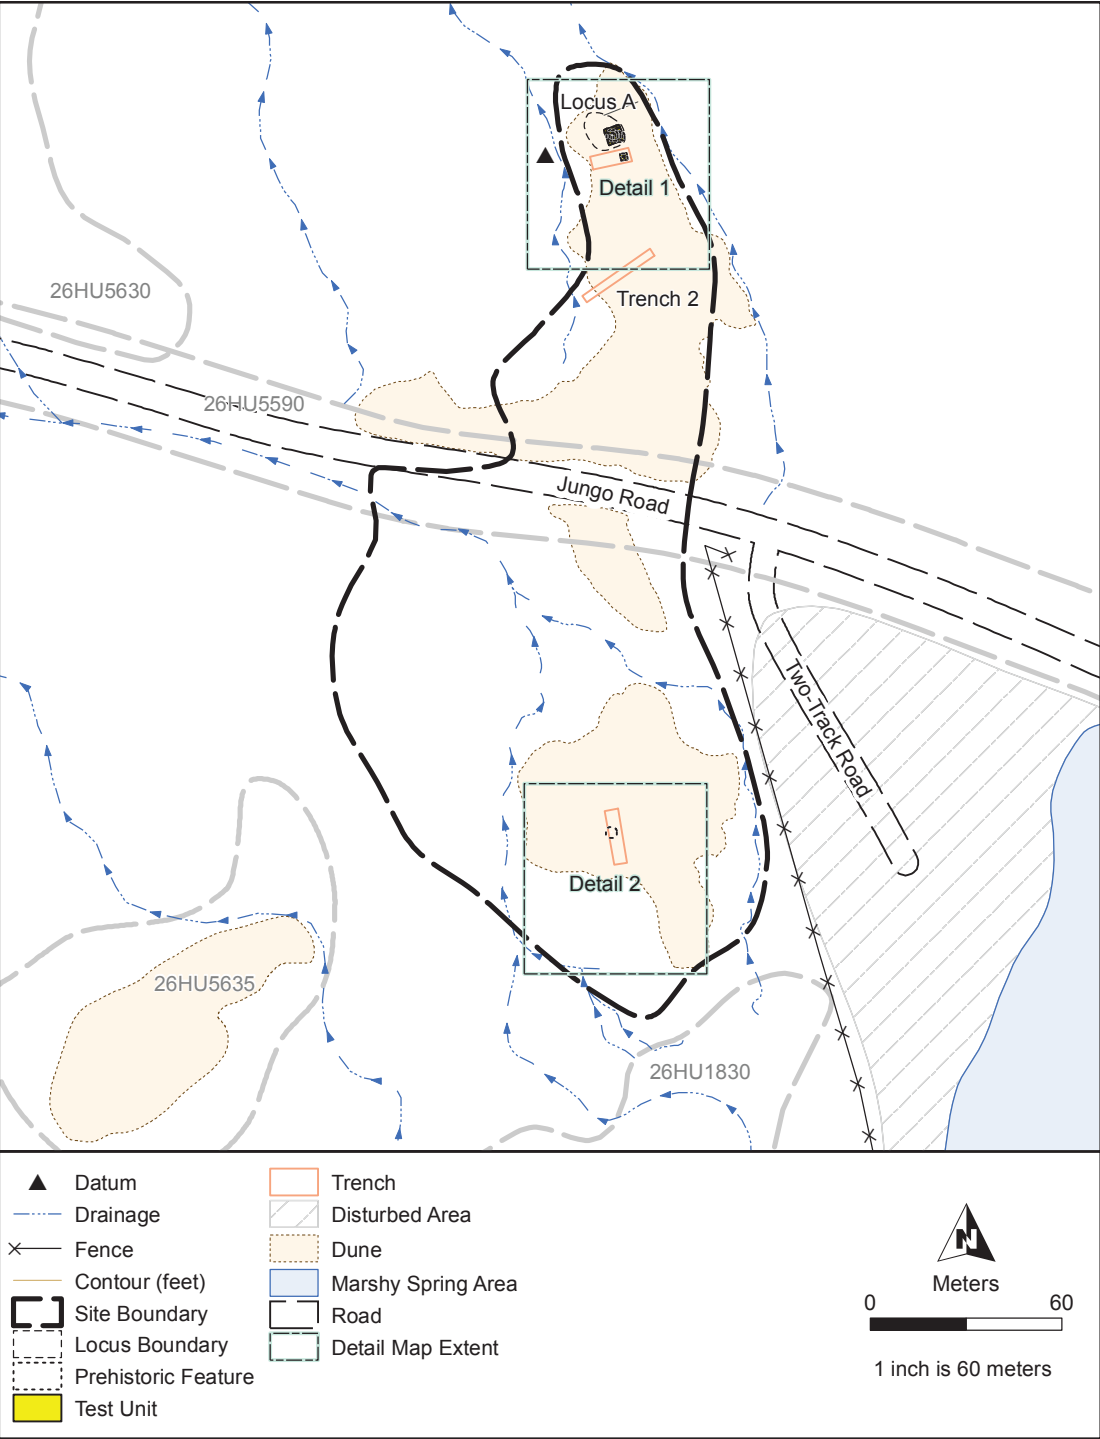 Locus A
Detail 1
26HU5630
Trench 2
26HU5590
Jungo Road
Two-Track Road
Detail 2
26HU5635
26HU1830
Datum
Drainage
Fence
Contour (feet)
Site Boundary
Locus Boundary
Prehistoric Feature
Test Unit
Trench
Disturbed Area
Dune
Marshy Spring Area
Road
Detail Map Extent
N
Meters
0 60
1 inch is 60 meters